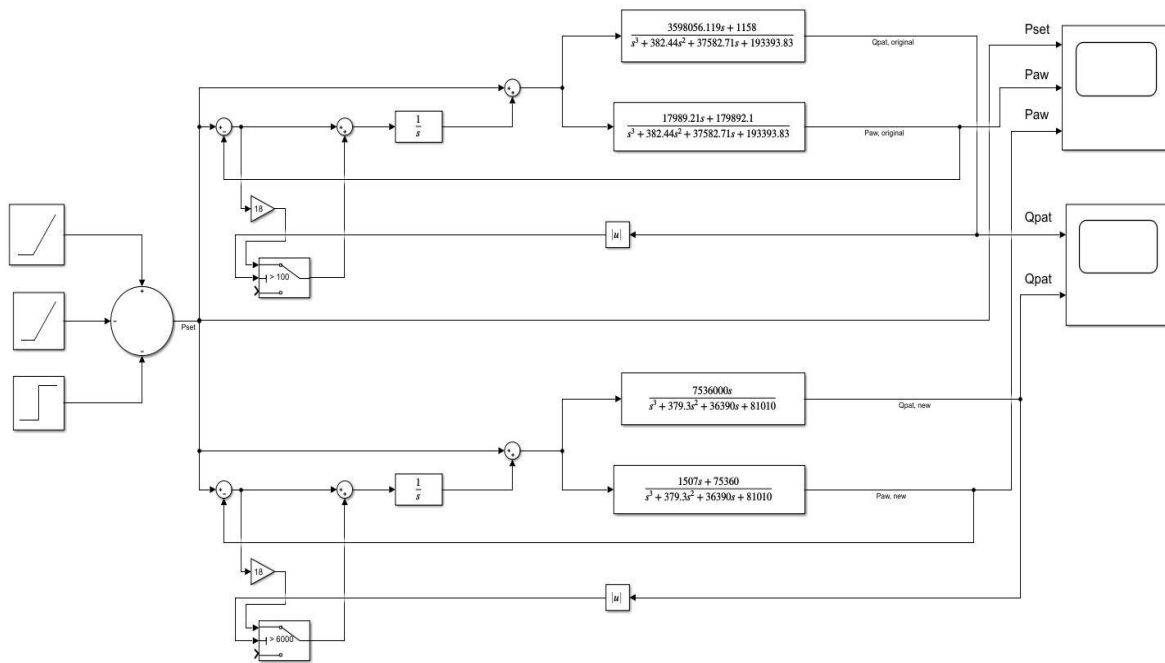 3598056.119s + 1158
s³ + 382.44s² + 37582.71s + 193393.83
Qpat, original
Pset
+
+
Paw
+
-
+
+
1
s
17989.21s + 179892.1
s³ + 382.44s² + 37582.71s + 193393.83
Paw, original
Paw
18
|u|
Qpat
> 100
+
-
-
Pset
Qpat
7536000s
s³ + 379.3s² + 36390s + 81010
Qpat, new
+
+
+
-
+
+
1
s
1507s + 75360
s³ + 379.3s² + 36390s + 81010
Paw, new
18
|u|
> 6000